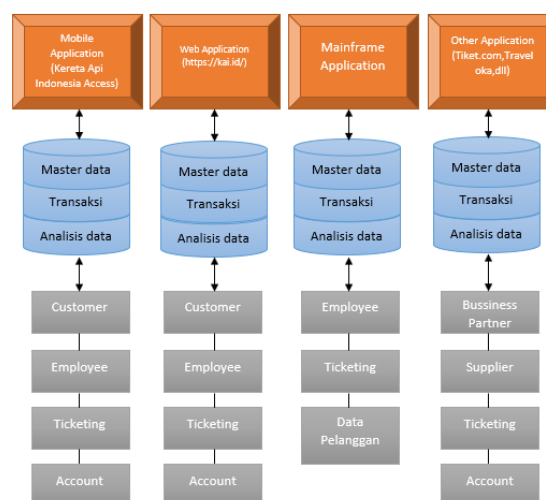 Mobile
Application
(Kereta Api
Indonesia Access)
Web Application
(https://kai.id/)
Mainframe
Application
Other Application
(Tiket.com,Travel
oka,dll)
Master data
Transaksi
Analisis data
Master data
Transaksi
Analisis data
Master data
Transaksi
Analisis data
Master data
Transaksi
Analisis data
Customer
Employee
Ticketing
Account
Customer
Employee
Ticketing
Account
Employee
Ticketing
Data
Pelanggan
Bussiness
Partner
Supplier
Ticketing
Account